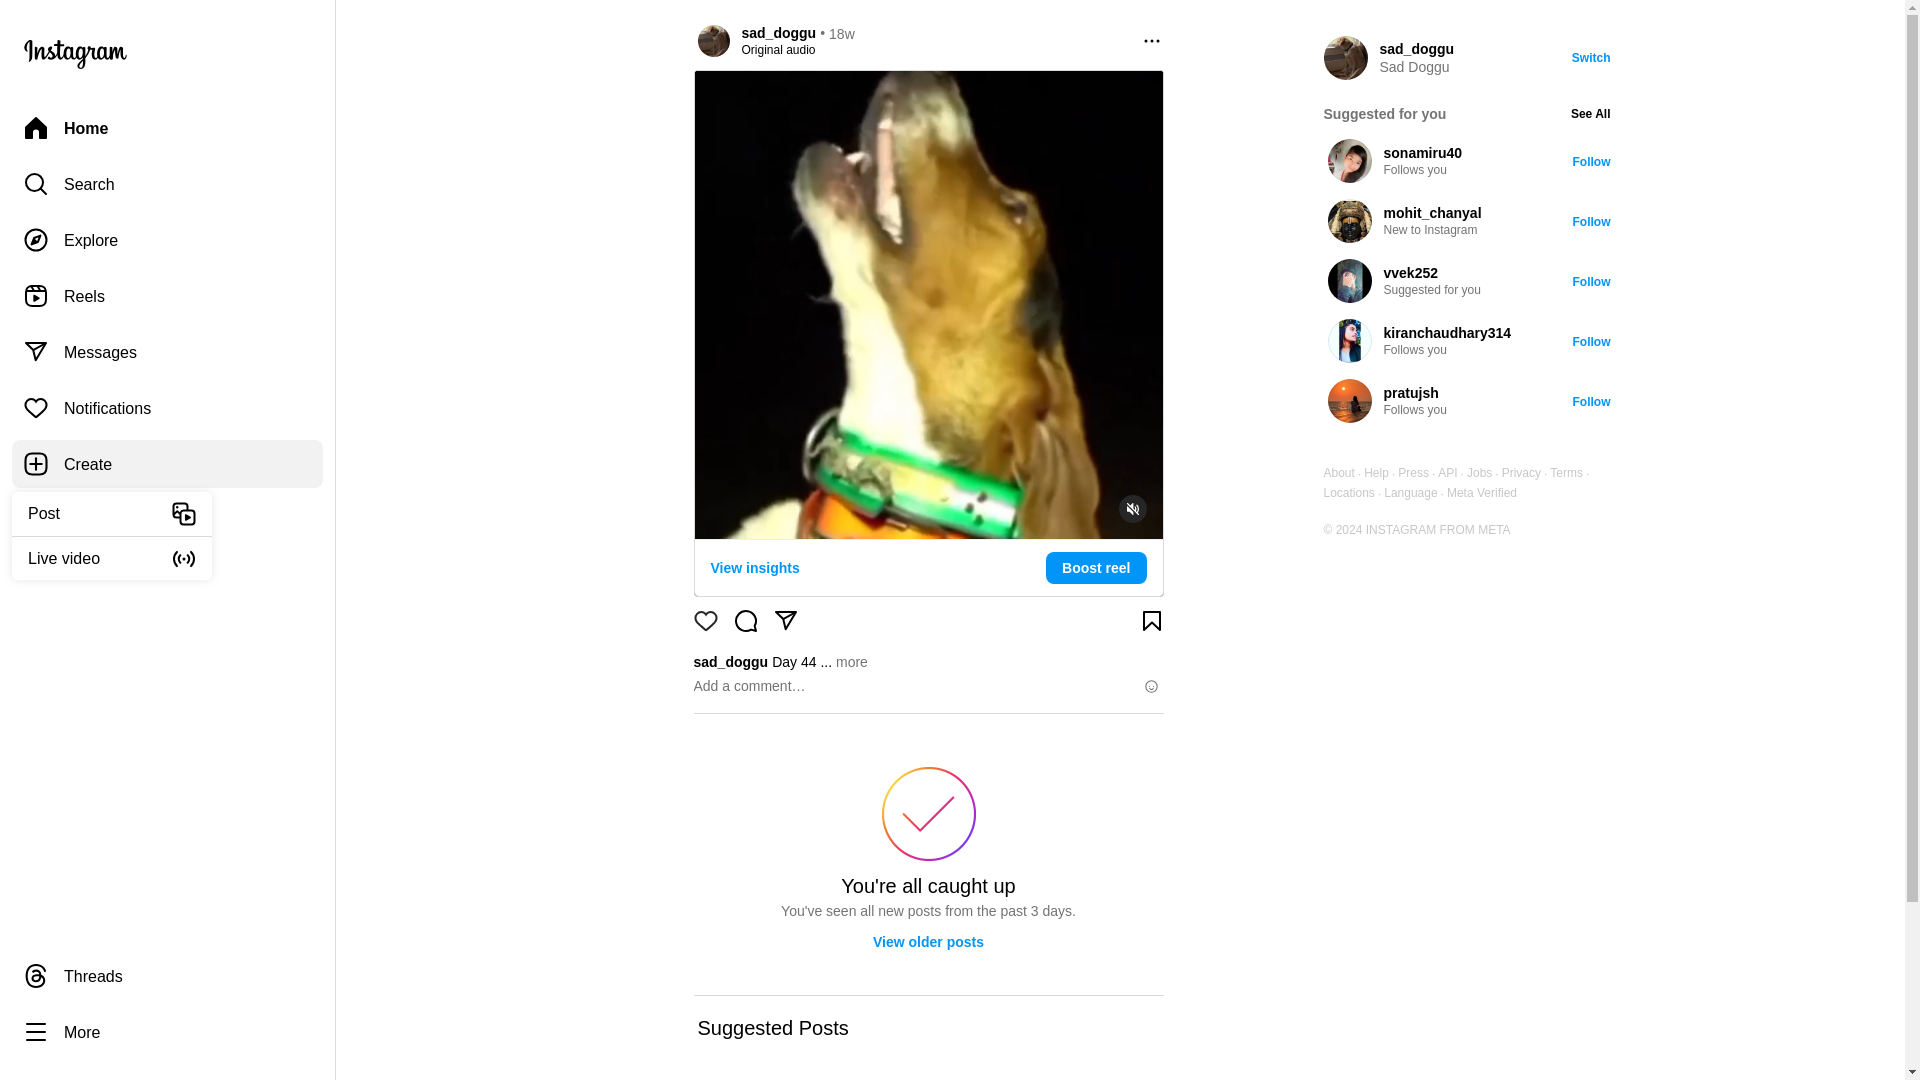 Instagram
Home
Search
Explore
Reels
Messages
Notifications
Create
Post
Live video
Threads
More
sad_doggu • 18w
Original audio
View insights
Boost reel
sad_doggu Day 44 ... more
Add a comment…
You're all caught up
You've seen all new posts from the past 3 days.
View older posts
Suggested Posts
sad_doggu
Sad Doggu
Switch
Suggested for you
See All
sonamiru40
Follows you
Follow
mohit_chanyal
New to Instagram
Follow
vvek252
Suggested for you
Follow
kiranchaudhary314
Follows you
Follow
pratujsh
Follows you
Follow
About · Help · Press · API · Jobs · Privacy · Terms ·
Locations · Language · Meta Verified
© 2024 INSTAGRAM FROM META